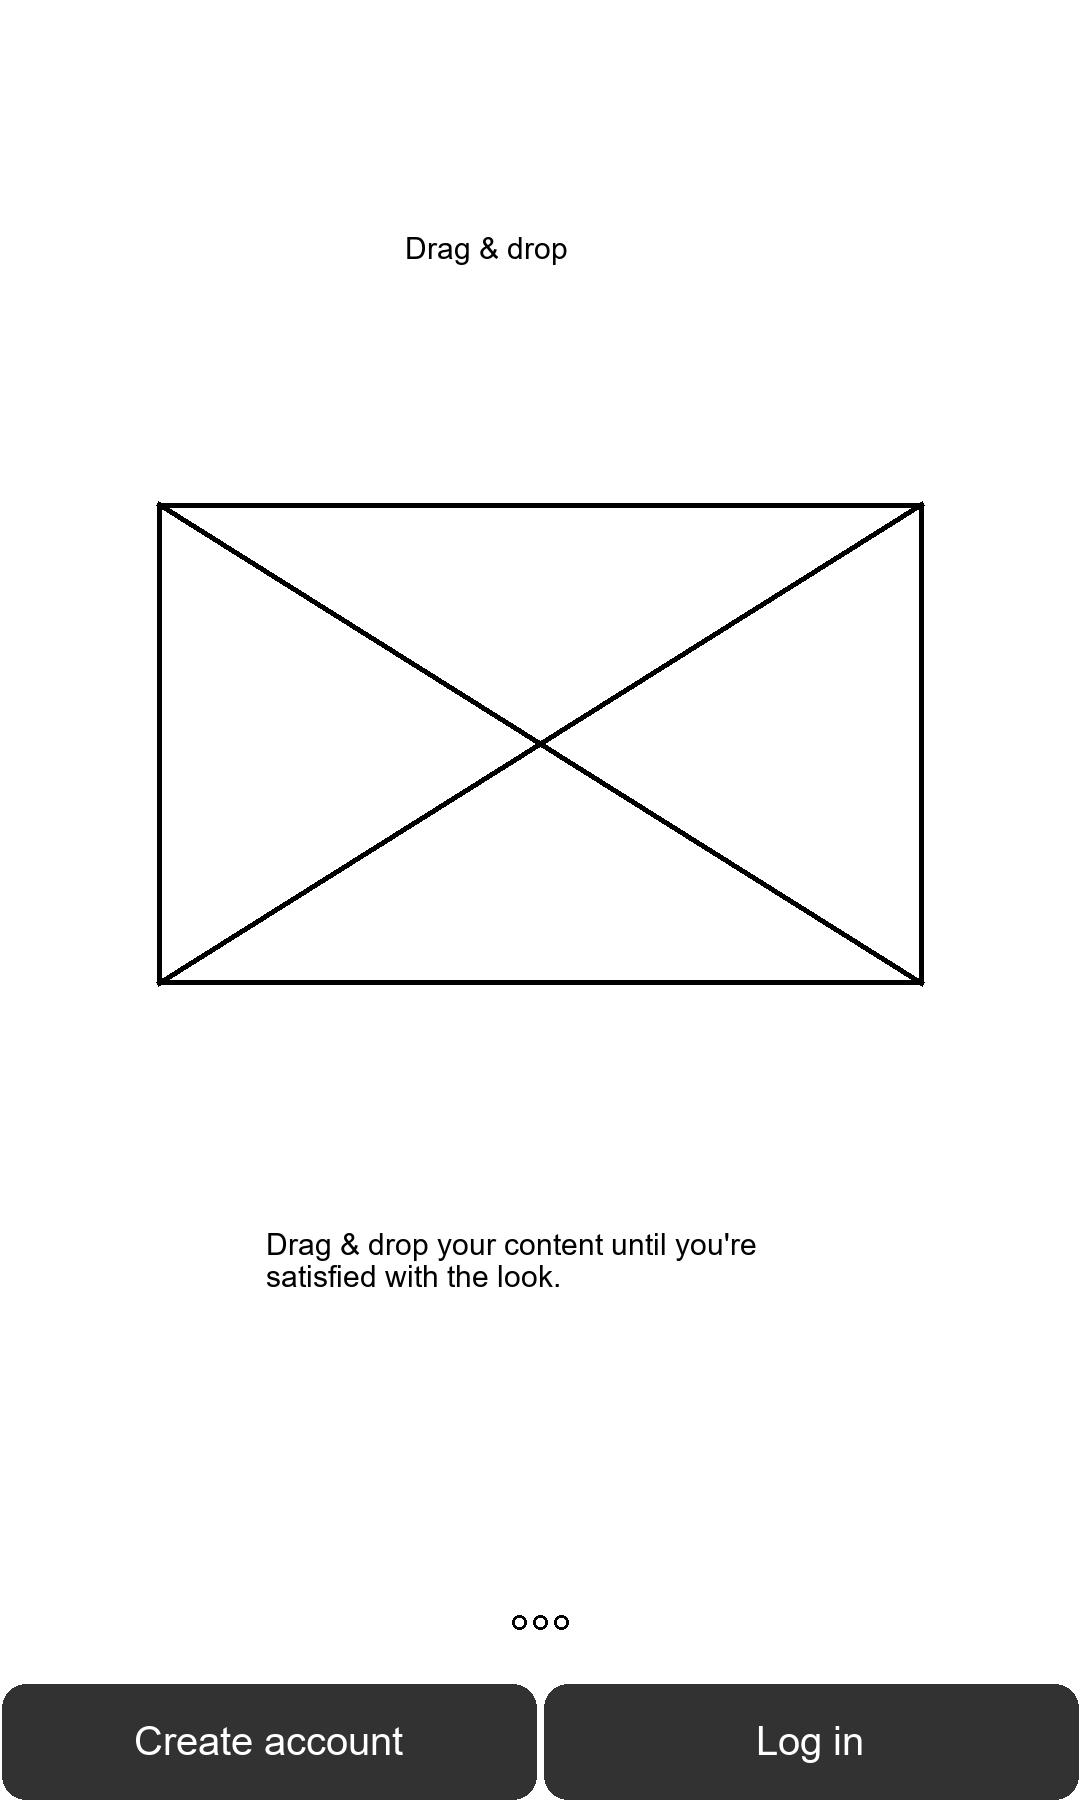 Drag & drop
Drag & drop your content until you're
satisfied with the look.
Create account
Log in